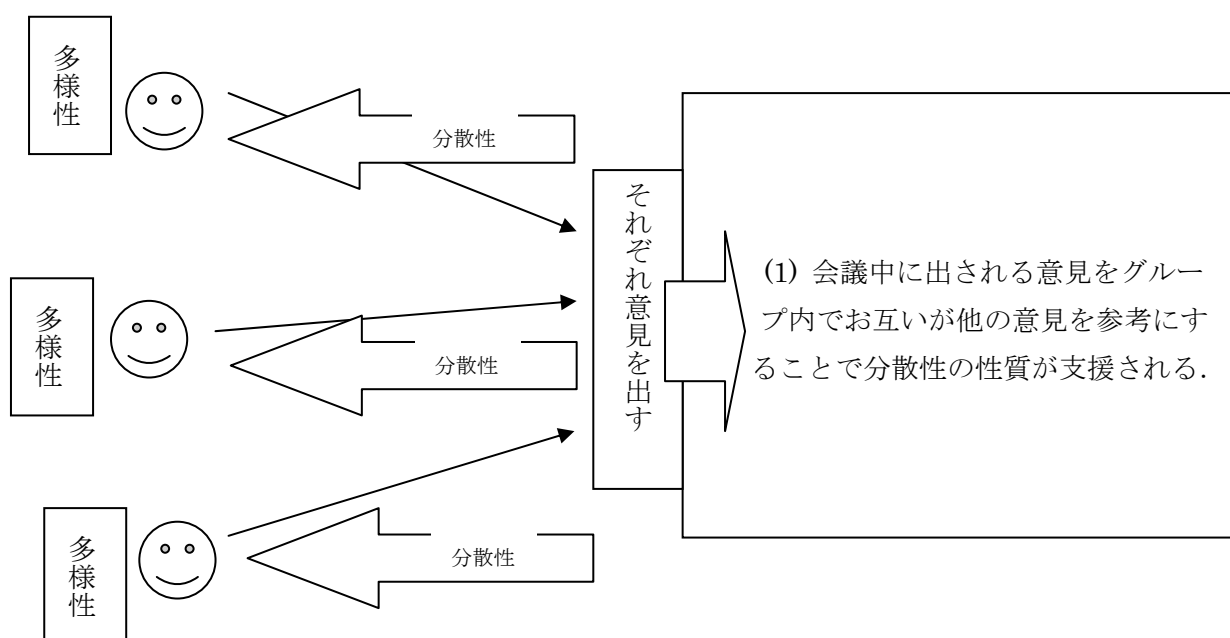 多様性
分散性
多様性
分散性
多様性
分散性
それぞれ意見を出す
(1) 会議中に出される意見をグルー
プ内でお互いが他の意見を参考にす
ることで分散性の性質が支援される.